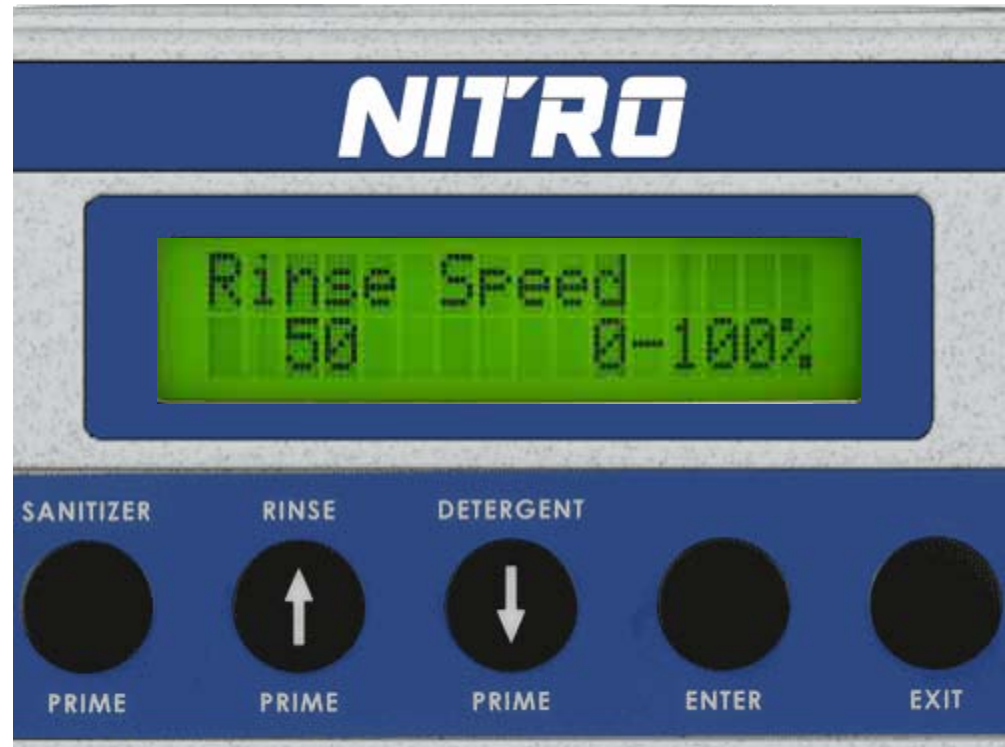 NITRO
Rinse Speed
50 0-100%
SANITIZER RINSE DETERGENT
PRIME PRIME PRIME ENTER EXIT